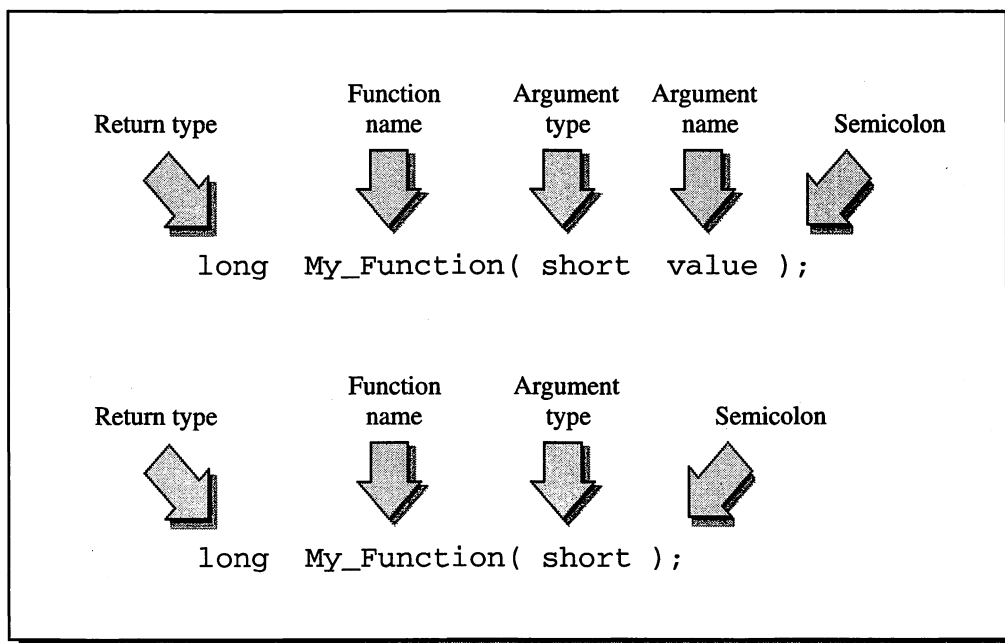 Function Argument Argument
Return type name type name Semicolon
long My_Function( short value );
Function Argument
Return type name type Semicolon
long My_Function( short );